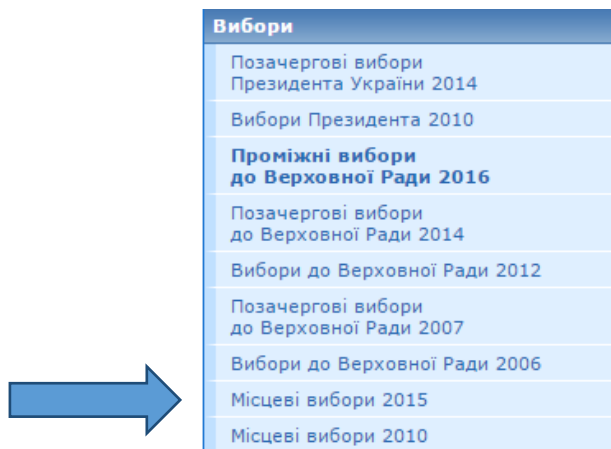 Вибори
Позачергові вибори
Президента України 2014
Вибори Президента 2010
Проміжні вибори
до Верховної Ради 2016
Позачергові вибори
до Верховної Ради 2014
Вибори до Верховної Ради 2012
Позачергові вибори
до Верховної Ради 2007
Вибори до Верховної Ради 2006
Місцеві вибори 2015
Місцеві вибори 2010